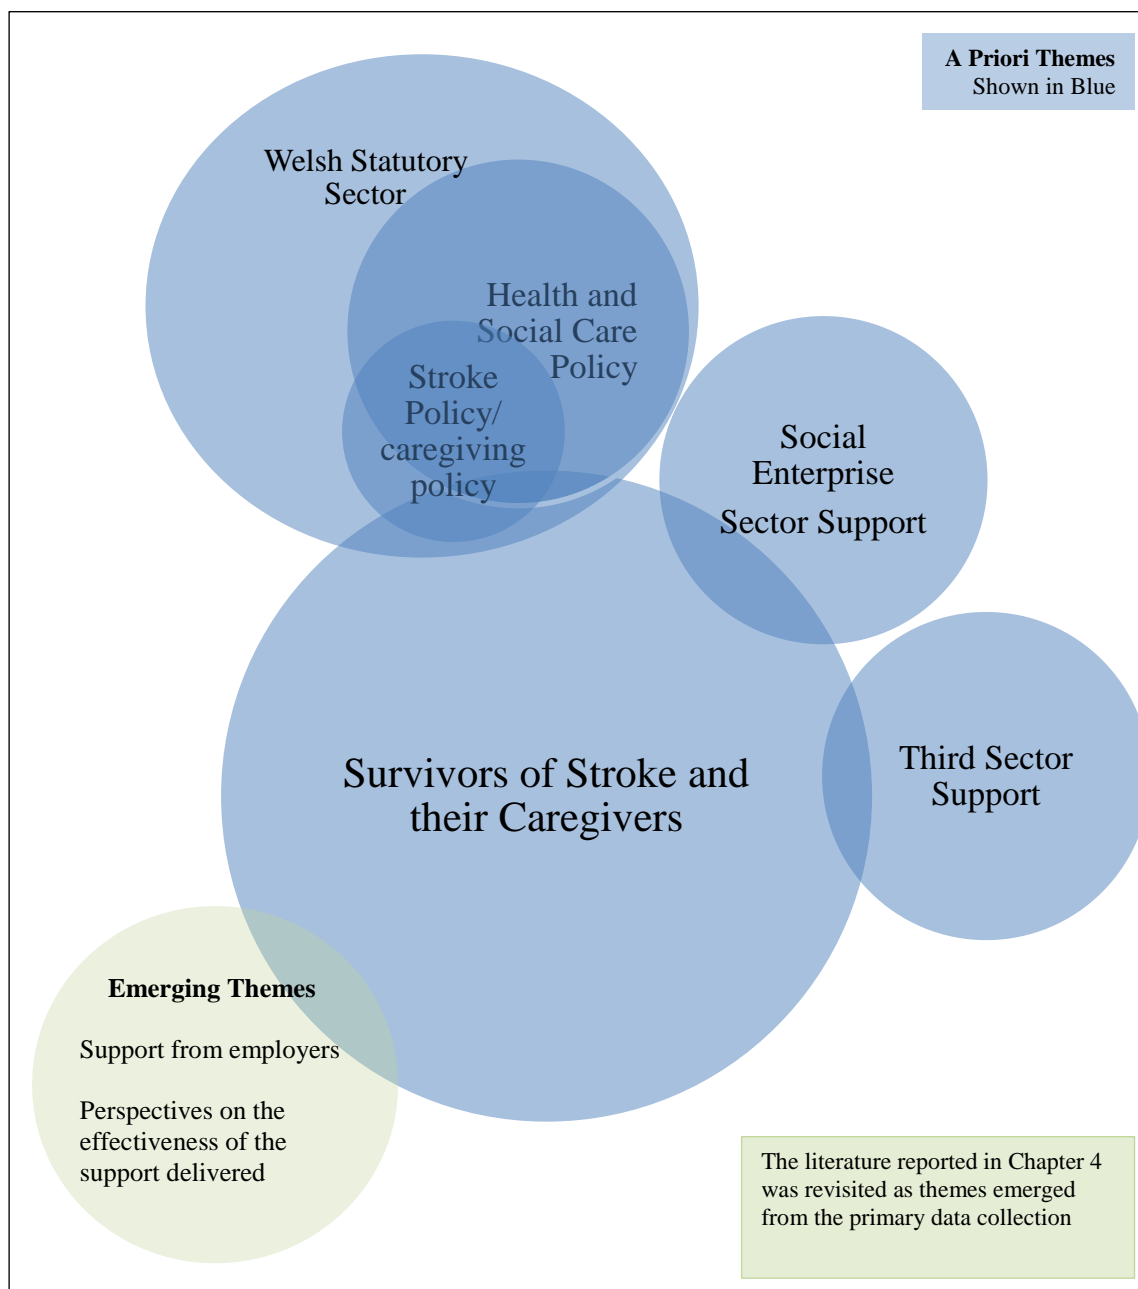 A Priori Themes
Shown in Blue
Welsh Statutory
Sector
Health and
Social Care
Policy
Stroke
Policy/
caregiving
policy
Social
Enterprise
Sector Support
Survivors of Stroke and
their Caregivers
Third Sector
Support
Emerging Themes
Support from employers
Perspectives on the
effectiveness of the
support delivered
The literature reported in Chapter 4
was revisited as themes emerged
from the primary data collection